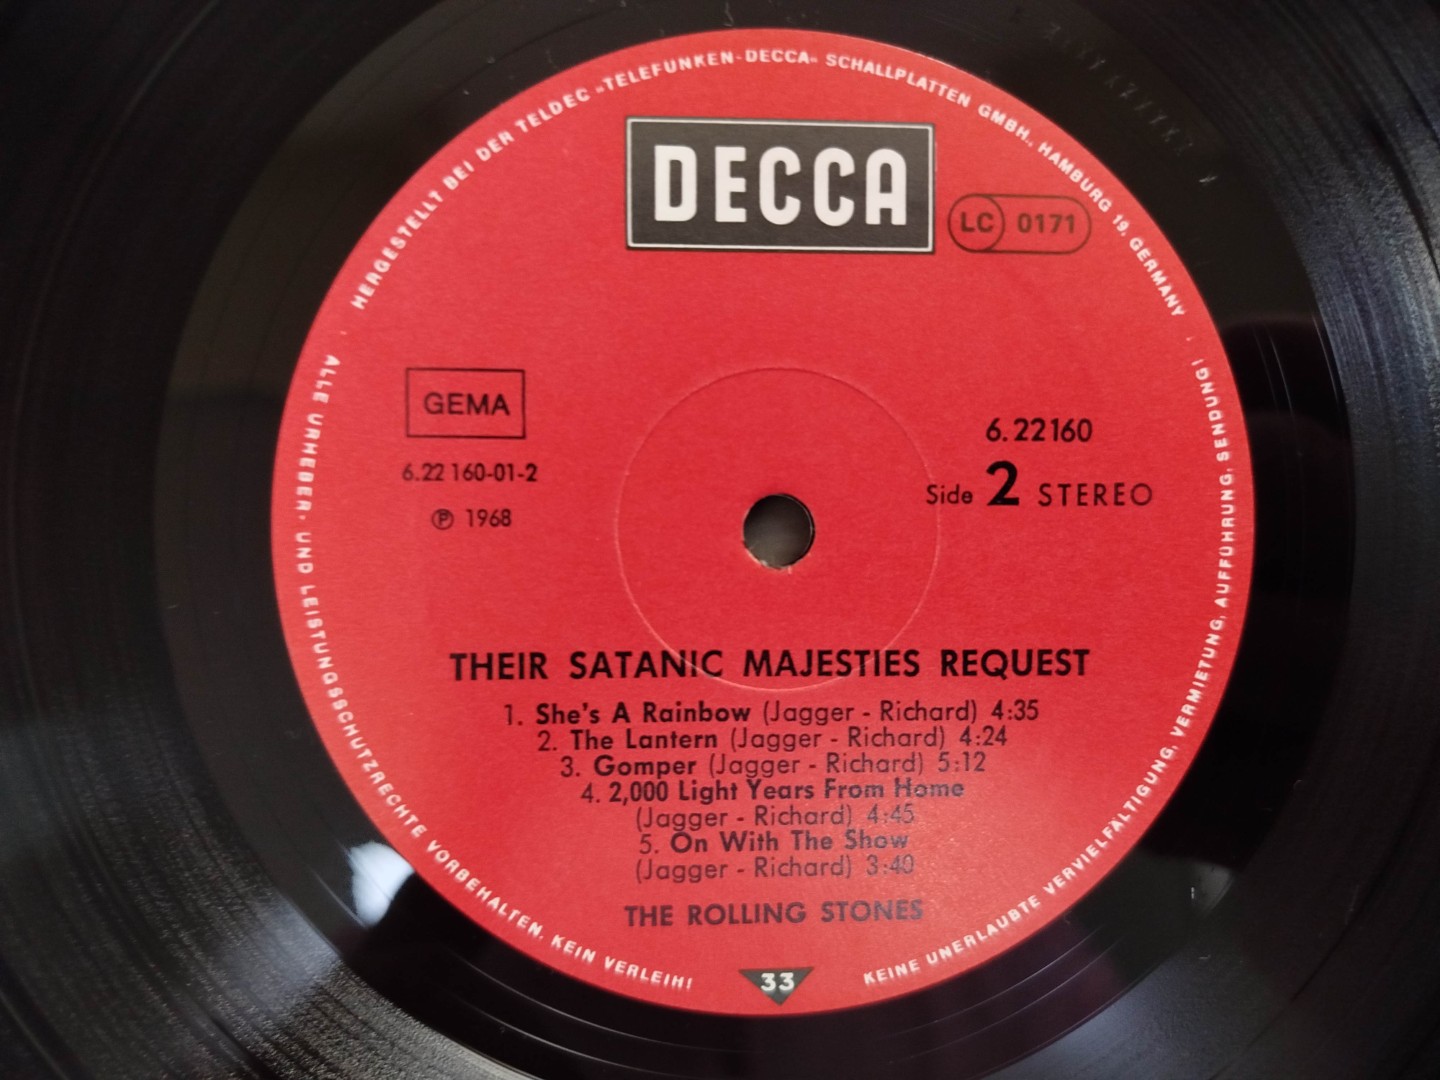 HERGESTELLT BEI DER TELDEC »TELEFUNKEN-DECCA« SCHALLPLATTEN GMBH., HAMBURG 19, GERMANY
DECCA
LC 0171
GEMA
6.22160
6.22 160-01-2
Side 2 STEREO
℗ 1968
THEIR SATANIC MAJESTIES REQUEST
1. She's A Rainbow (Jagger - Richard) 4:35
2. The Lantern (Jagger - Richard) 4:24
3. Gomper (Jagger - Richard) 5:12
4. 2,000 Light Years From Home
(Jagger - Richard) 4:45
5. On With The Show
(Jagger - Richard) 3:40
THE ROLLING STONES
33
ALLE URHEBER- UND LEISTUNGSSCHUTZRECHTE VORBEHALTEN. KEIN VERLEIH!
KEINE UNERLAUBTE VERVIELFÄLTIGUNG, VERMIETUNG, AUFFÜHRUNG, SENDUNG!